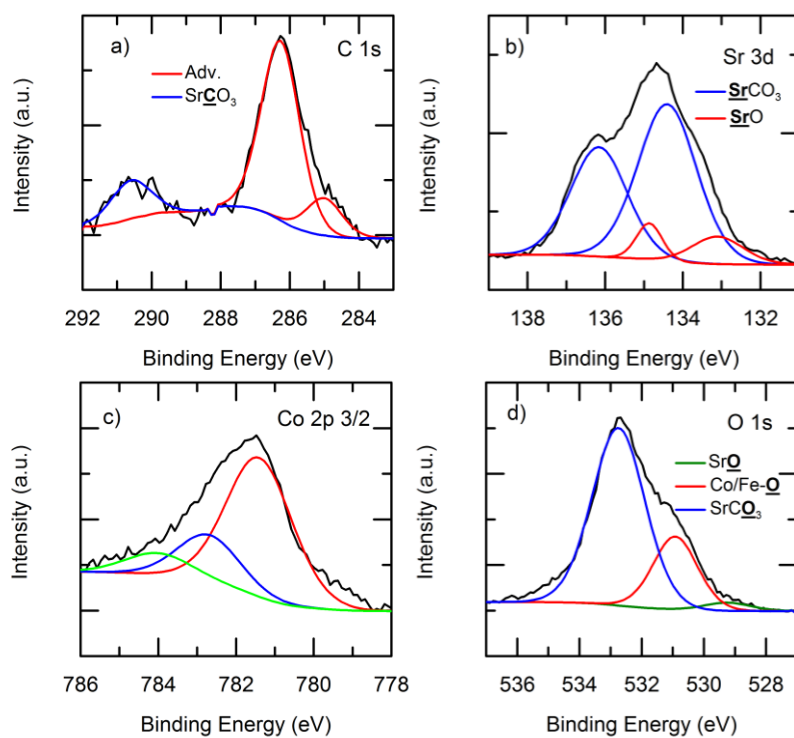 a) C 1s
Adv.
SrCO₃
Intensity (a.u.)
292 290 288 286 284
Binding Energy (eV)
b) Sr 3d
SrCO₃
SrO
Intensity (a.u.)
138 136 134 132
Binding Energy (eV)
c) Co 2p 3/2
Intensity (a.u.)
786 784 782 780 778
Binding Energy (eV)
d) O 1s
SrO
Co/Fe-O
SrCO₃
Intensity (a.u.)
536 534 532 530 528
Binding Energy (eV)